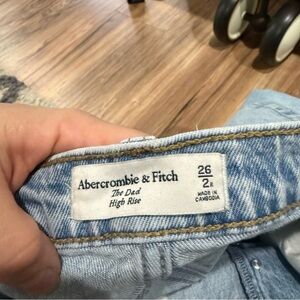 Abercrombie & Fitch
The Dad
High Rise
26
2R
MADE IN
CAMBODIA